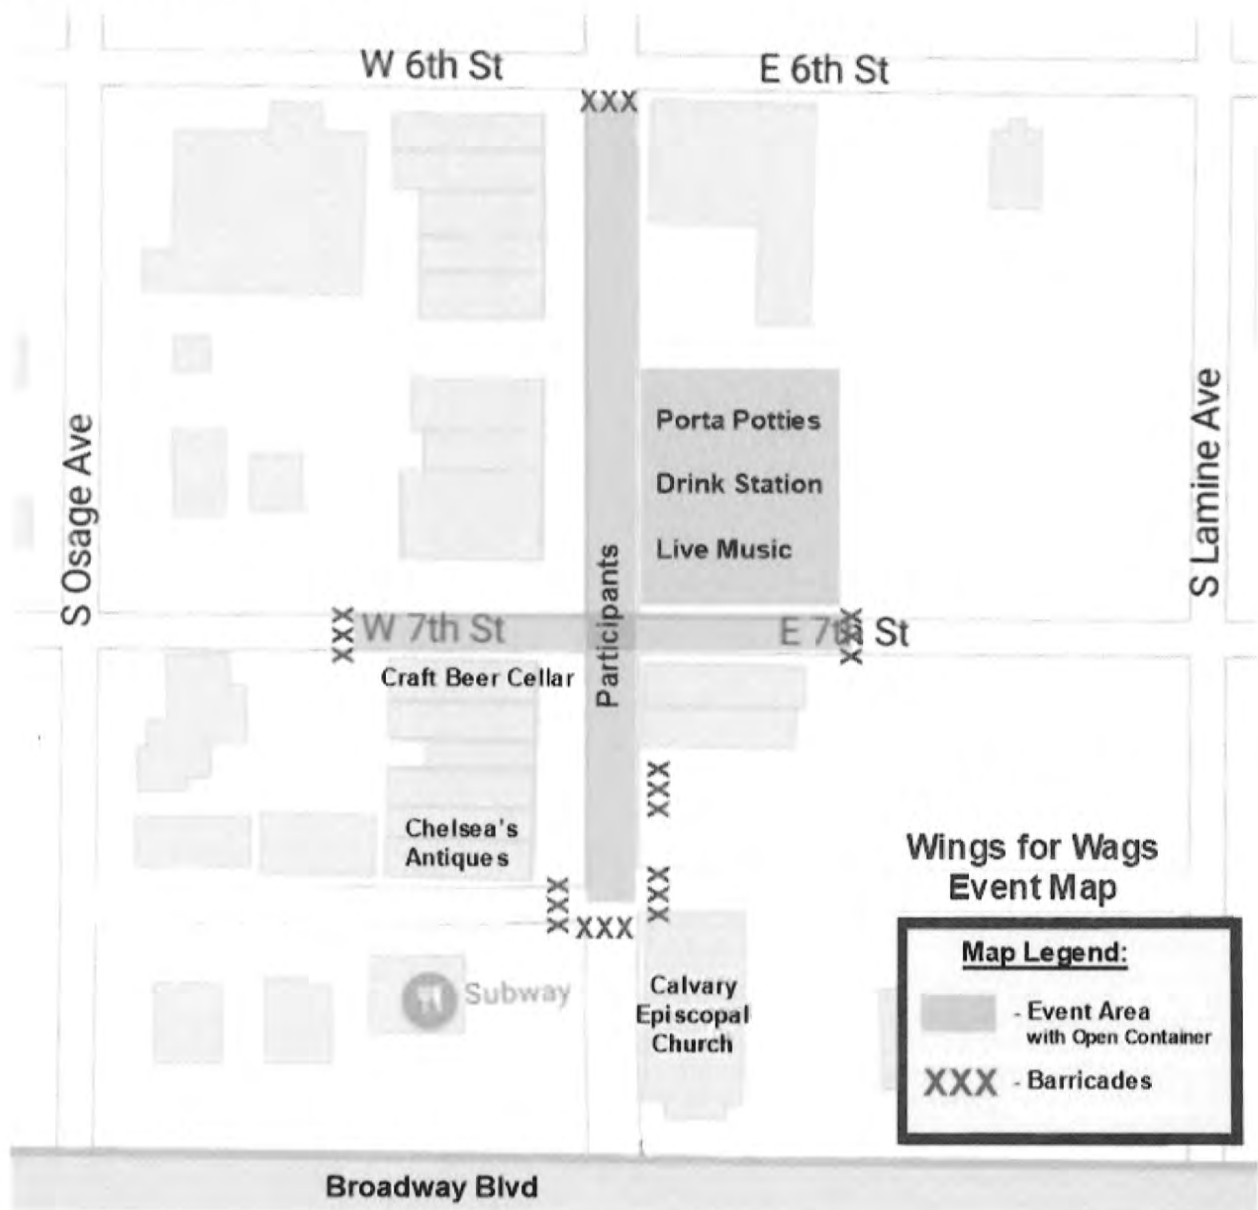 W 6th St
E 6th St
XXX
S Osage Ave
S Lamine Ave
Porta Potties
Drink Station
Live Music
Participants
XXX
W 7th St
E 7th St
XXX
Craft Beer Cellar
XXX
Chelsea's
Antiques
XXX
XXX
XXX
Wings for Wags
Event Map
Map Legend:
- Event Area
with Open Container
XXX - Barricades
Subway
Calvary
Episcopal
Church
Broadway Blvd